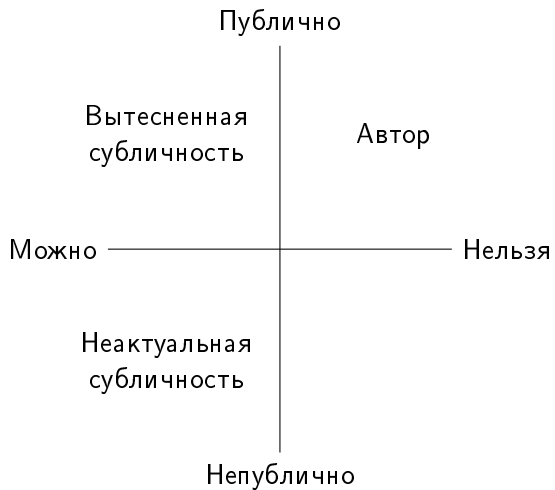 Публично
Вытесненная
субличность
Автор
Можно
Нельзя
Неактуальная
субличность
Непублично